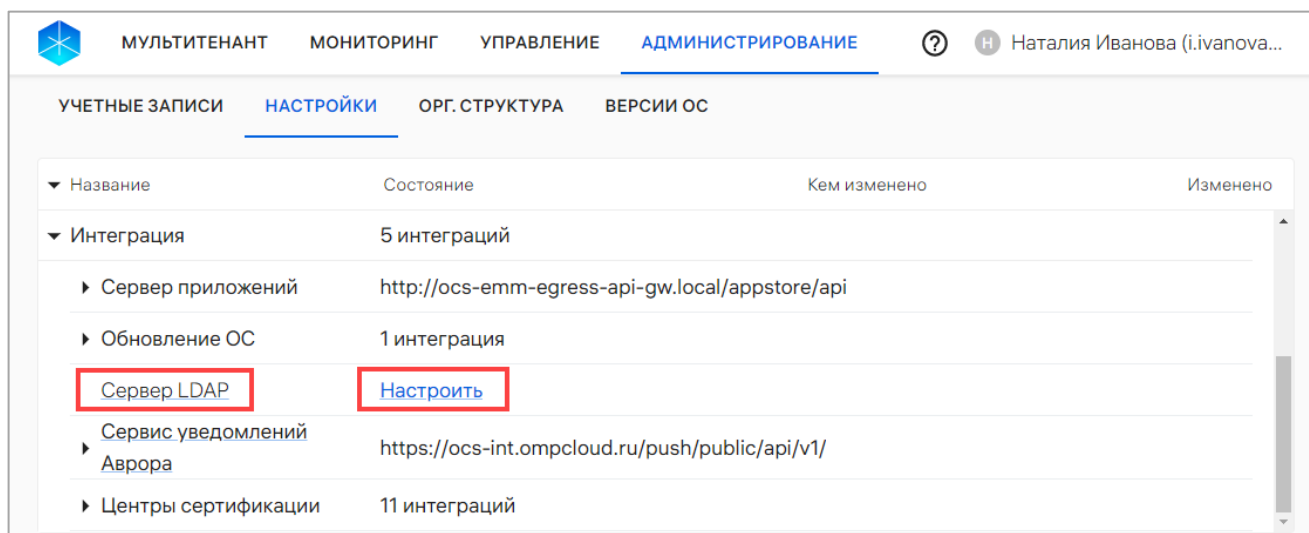 МУЛЬТИТЕНАНТ МОНИТОРИНГ УПРАВЛЕНИЕ АДМИНИСТРИРОВАНИЕ ? Н Наталия Иванова (i.ivanova...
УЧЕТНЫЕ ЗАПИСИ НАСТРОЙКИ ОРГ. СТРУКТУРА ВЕРСИИ ОС
Название Состояние Кем изменено Изменено
Интеграция 5 интеграций
Сервер приложений http://ocs-emm-egress-api-gw.local/appstore/api
Обновление ОС 1 интеграция
Сервер LDAP Настроить
Сервис уведомлений
Аврора https://ocs-int.ompcloud.ru/push/public/api/v1/
Центры сертификации 11 интеграций